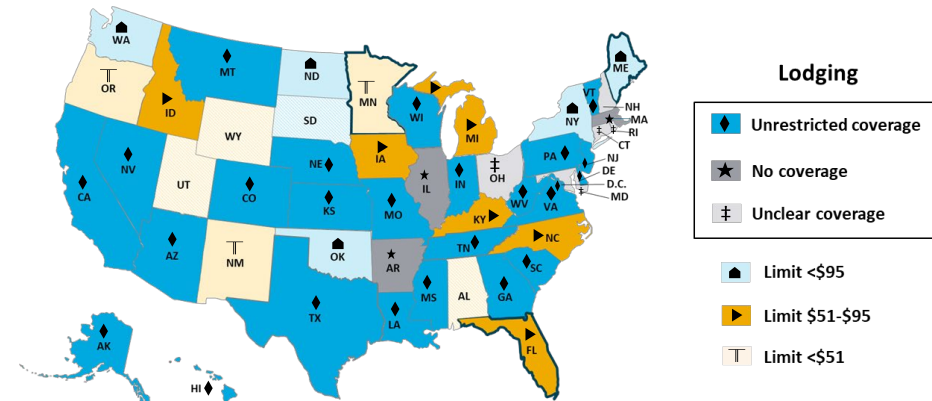 WA
MT
ND
ME
OR
MN
VT
ID
WI
NH
SD
NY
MA
WY
MI
RI
CT
IA
PA
NE
NJ
NV
OH
DE
UT
IL
IN
D.C.
CA
CO
WV
VA
MD
KS
MO
KY
NC
TN
OK
AZ
NM
AR
SC
MS
AL
GA
TX
LA
AK
FL
HI
Lodging
Unrestricted coverage
No coverage
Unclear coverage
Limit <$95
Limit $51-$95
Limit <$51